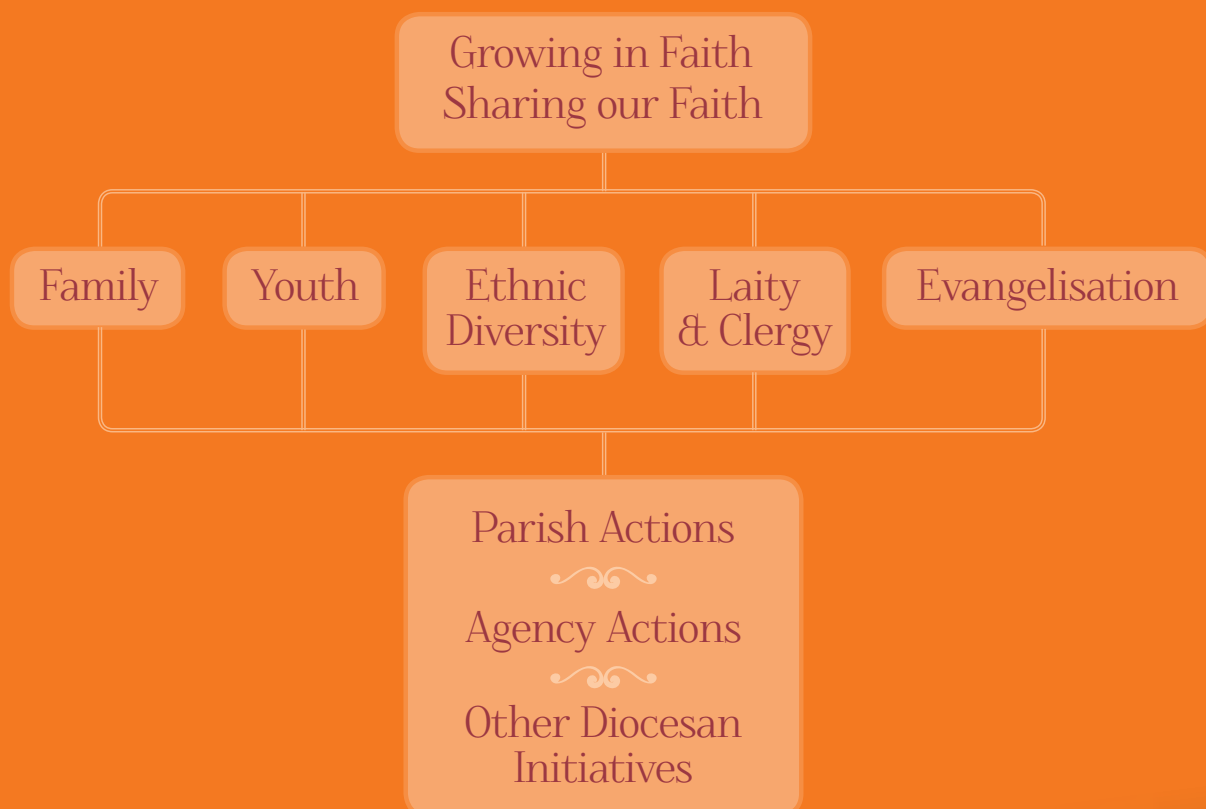 Growing in Faith
Sharing our Faith
Family
Youth
Ethnic
Diversity
Laity
& Clergy
Evangelisation
Parish Actions
Agency Actions
Other Diocesan
Initiatives